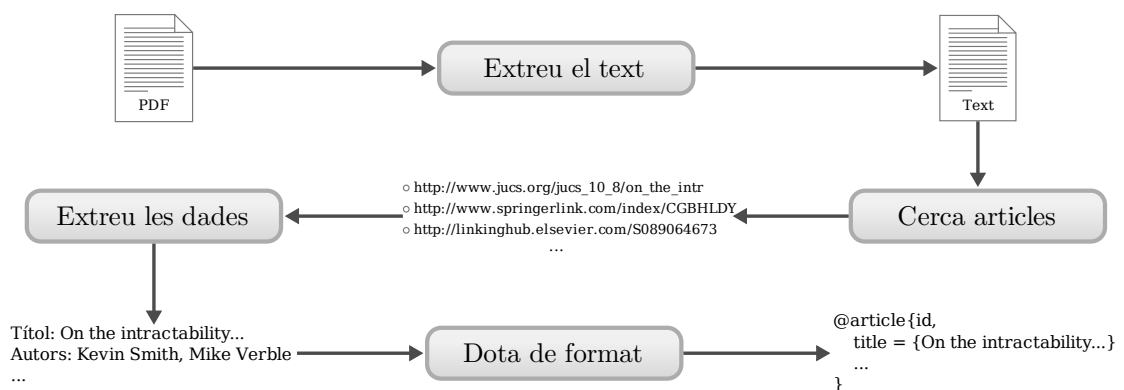 PDF
Extreu el text
Text
Extreu les dades
○ http://www.jucs.org/jucs_10_8/on_the_intr
○ http://www.springerlink.com/index/CGBHLDY
○ http://linkinghub.elsevier.com/S089064673
...
Cerca articles
Títol: On the intractability...
Autors: Kevin Smith, Mike Verble
...
Dota de format
@article{id,
title = {On the intractability...}
...
}